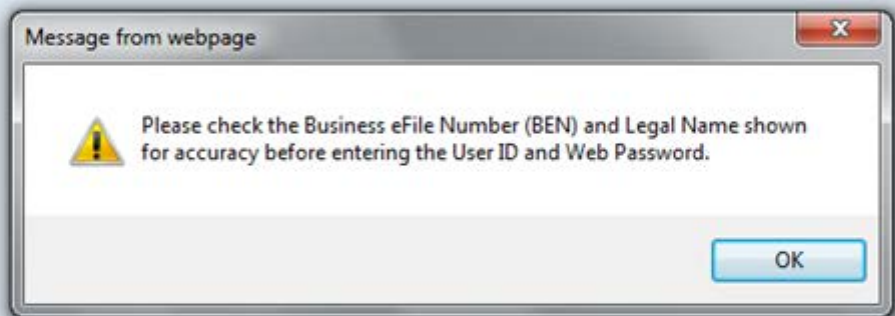 Message from webpage
Please check the Business eFile Number (BEN) and Legal Name shown
for accuracy before entering the User ID and Web Password.
OK